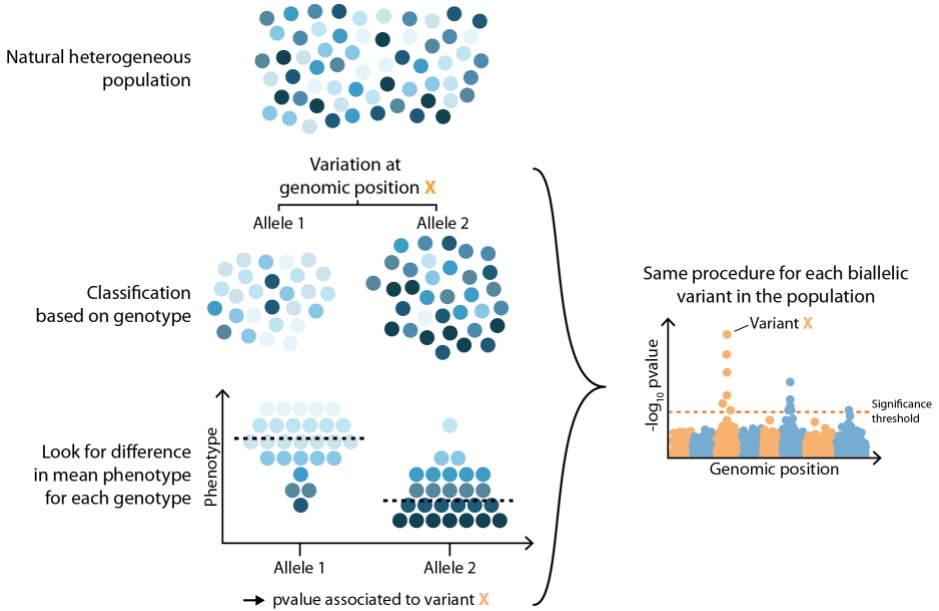 Natural heterogeneous
population
Variation at
genomic position X
Allele 1
Allele 2
Classification
based on genotype
Look for difference
in mean phenotype
for each genotype
Phenotype
Allele 1
Allele 2
pvalue associated to variant X
Same procedure for each biallelic
variant in the population
Variant X
-log10 pvalue
Significance
threshold
Genomic position